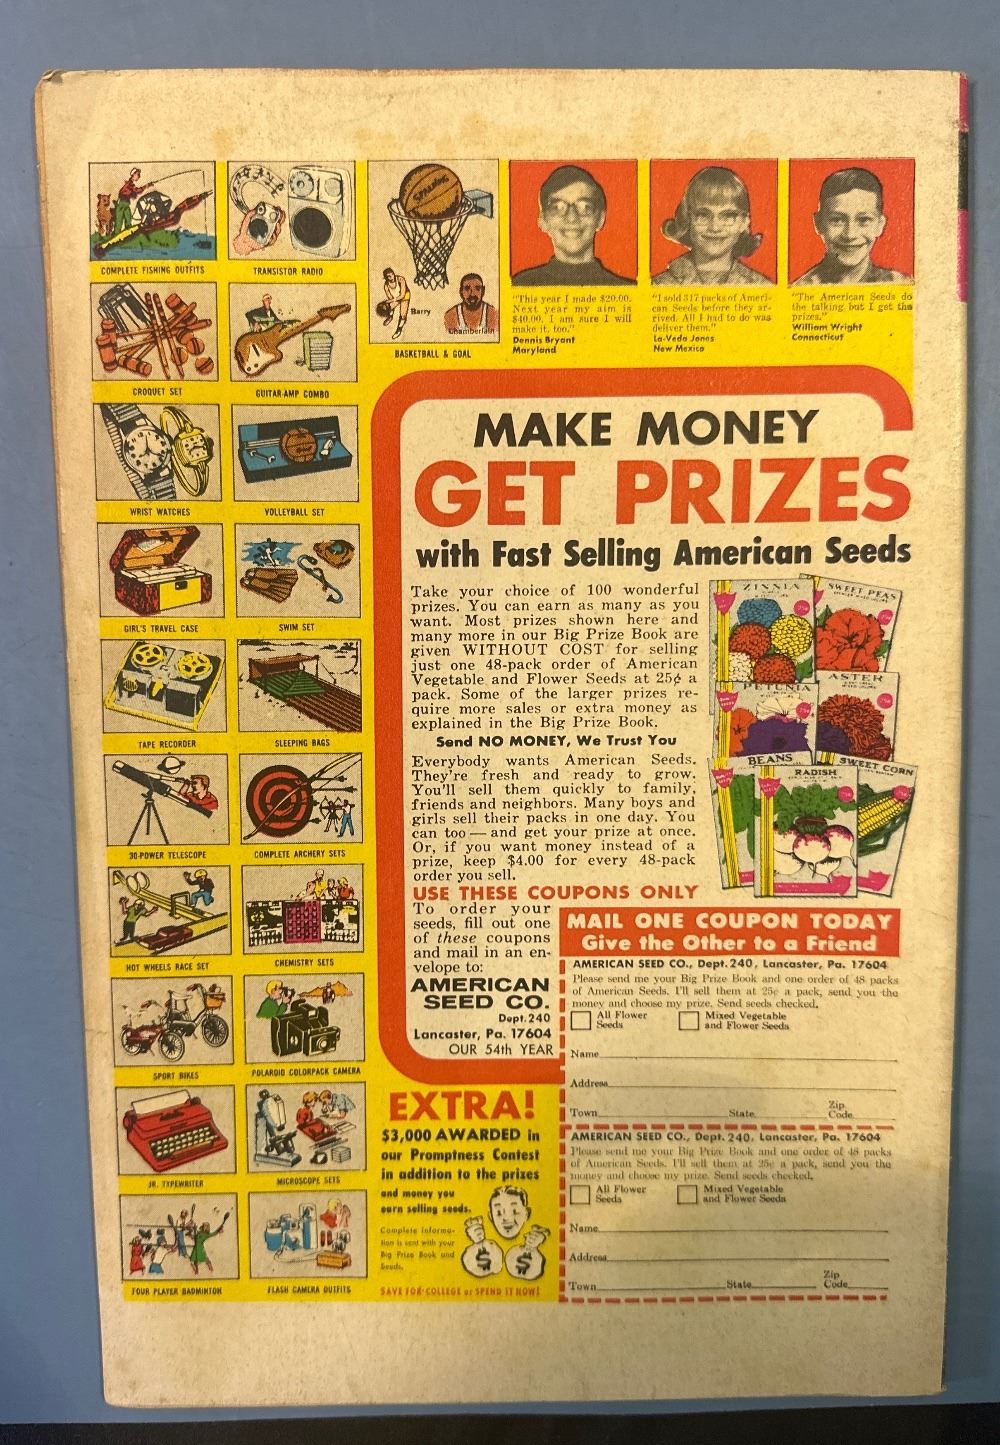 COMPLETE FISHING OUTFITS
TRANSISTOR RADIO
CROQUET SET
GUITAR-AMP COMBO
WRIST WATCHES
VOLLEYBALL SET
GIRL'S TRAVEL CASE
SWIM SET
TAPE RECORDER
SLEEPING BAGS
30-POWER TELESCOPE
COMPLETE ARCHERY SETS
HOT WHEELS RACE SET
CHEMISTRY SETS
SPORT BIKES
POLAROID COLORPACK CAMERA
JR. TYPEWRITER
MICROSCOPE SETS
FOUR PLAYER BADMINTON
FLASH CAMERA OUTFITS
SPALDING
Barry
Chamberlain
BASKETBALL & GOAL
"This year I made $20.00.
Next year my aim is
$40.00. I am sure I will
make it, too."
Dennis Bryant
Maryland
"I sold 317 packs of Ameri-
can Seeds before they ar-
rived. All I had to do was
deliver them."
La-Veda Jones
New Mexico
"The American Seeds do
the talking but I get the
prizes."
William Wright
Connecticut
MAKE MONEY
GET PRIZES
with Fast Selling American Seeds
Take your choice of 100 wonderful
prizes. You can earn as many as you
want. Most prizes shown here and
many more in our Big Prize Book are
given WITHOUT COST for selling
just one 48-pack order of American
Vegetable and Flower Seeds at 25¢ a
pack. Some of the larger prizes re-
quire more sales or extra money as
explained in the Big Prize Book.
Send NO MONEY, We Trust You
Everybody wants American Seeds.
They're fresh and ready to grow.
You'll sell them quickly to family,
friends and neighbors. Many boys and
girls sell their packs in one day. You
can too — and get your prize at once.
Or, if you want money instead of a
prize, keep $4.00 for every 48-pack
order you sell.
ZINNIA
SWEET PEAS
PETUNIA
ASTER
BEANS
RADISH
SWEET CORN
USE THESE COUPONS ONLY
To order your
seeds, fill out one
of these coupons
and mail in an en-
velope to:
AMERICAN
SEED CO.
Dept. 240
Lancaster, Pa. 17604
OUR 54th YEAR
MAIL ONE COUPON TODAY
Give the Other to a Friend
AMERICAN SEED CO., Dept. 240, Lancaster, Pa. 17604
Please send me your Big Prize Book and one order of 48 packs
of American Seeds. I'll sell them at 25¢ a pack, send you the
money and choose my prize. Send seeds checked.
All Flower
Seeds
Mixed Vegetable
and Flower Seeds
Name
Address
Town State Zip
Code
AMERICAN SEED CO., Dept. 240, Lancaster, Pa. 17604
Please send me your Big Prize Book and one order of 48 packs
of American Seeds. I'll sell them at 25¢ a pack, send you the
money and choose my prize. Send seeds checked.
All Flower
Seeds
Mixed Vegetable
and Flower Seeds
Name
Address
Town State Zip
Code
EXTRA!
$3,000 AWARDED in
our Promptness Contest
in addition to the prizes
and money you
earn selling seeds.
Complete informa-
tion is sent with your
Big Prize Book and
Seeds.
$ $
SAVE FOR COLLEGE or SPEND IT NOW!